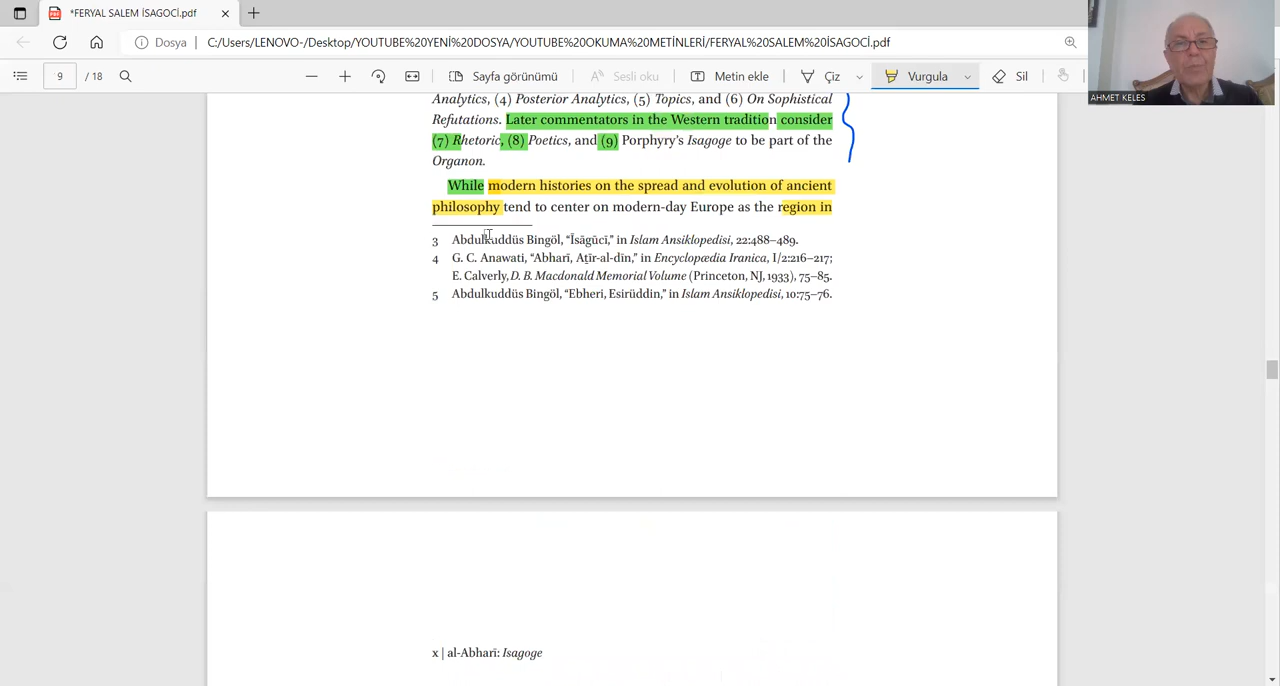 *FERYAL SALEM İSAGOCİ.pdf
Dosya
C:/Users/LENOVO-/Desktop/YOUTUBE%20YENİ%20DOSYA/YOUTUBE%20OKUMA%20METİNLERİ/FERYAL%20SALEM%20İSAGOCİ.pdf
9 / 18
Sayfa görünümü
Sesli oku
Metin ekle
Çiz
Vurgula
Sil
AHMET KELES
Analytics, (4) Posterior Analytics, (5) Topics, and (6) On Sophistical
Refutations. Later commentators in the Western tradition consider
(7) Rhetoric, (8) Poetics, and (9) Porphyry's Isagoge to be part of the
Organon.
While modern histories on the spread and evolution of ancient
philosophy tend to center on modern-day Europe as the region in
3 Abdulkuddüs Bingöl, “Īsāgūcī,” in Islam Ansiklopedisi, 22:488–489.
4 G. C. Anawati, “Abharī, Aṯīr-al-dīn,” in Encyclopædia Iranica, I/2:216–217;
E. Calverly, D. B. Macdonald Memorial Volume (Princeton, NJ, 1933), 75–85.
5 Abdulkuddüs Bingöl, “Ebheri, Esirüddin,” in Islam Ansiklopedisi, 10:75–76.
x | al-Abharī: Isagoge